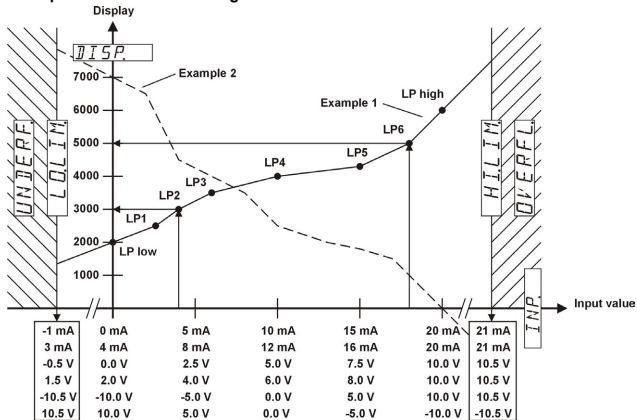 Display
DISP.
7000
Example 2
6000
Example 1
LP high
5000
LP6
4000
LP4
LP5
LP3
3000
LP2
LP1
2000
LP low
1000
UNDERF.
LO.LIM.
HI.LIM.
OVERFL.
INP.
Input value
-1 mA 0 mA 5 mA 10 mA 15 mA 20 mA 21 mA
3 mA 4 mA 8 mA 12 mA 16 mA 20 mA 21 mA
-0.5 V 0.0 V 2.5 V 5.0 V 7.5 V 10.0 V 10.5 V
1.5 V 2.0 V 4.0 V 6.0 V 8.0 V 10.0 V 10.5 V
-10.5 V -10.0 V -5.0 V 0.0 V 5.0 V 10.0 V 10.5 V
10.5 V 10.0 V 5.0 V 0.0 V -5.0 V -10.0 V -10.5 V